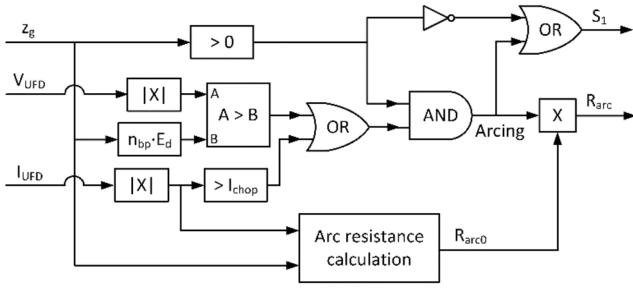 z_g
> 0
OR
S_1
V_UFD
|X|
A
A > B
B
n_bp·E_d
OR
AND
Arcing
X
R_arc
I_UFD
|X|
> I_chop
Arc resistance
calculation
R_arc0